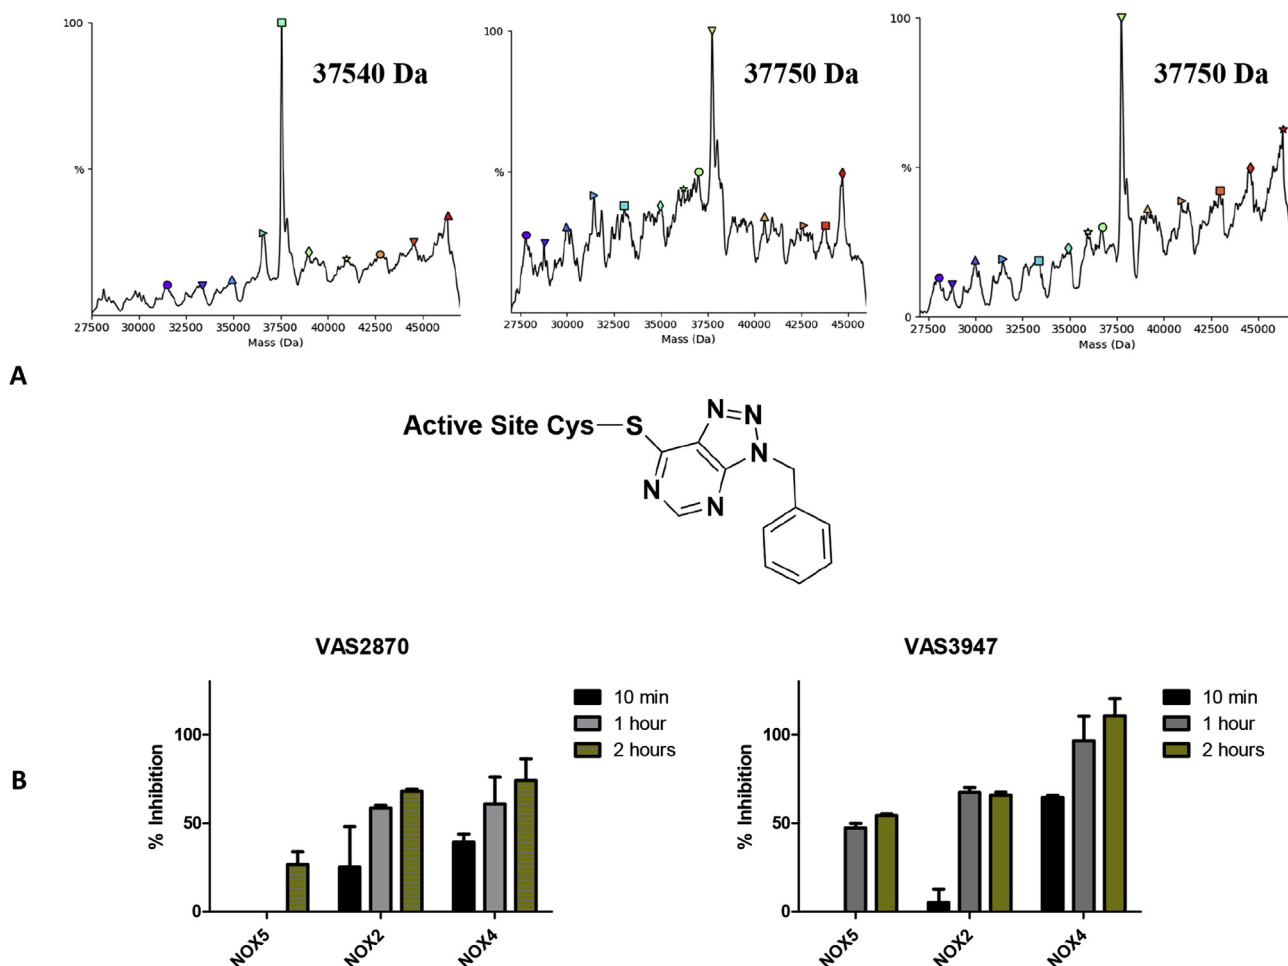 100
%
37540 Da
27500 30000 32500 35000 37500 40000 42500 45000
Mass (Da)
100
%
37750 Da
27500 30000 32500 35000 37500 40000 42500 45000
Mass (Da)
100
%
0
37750 Da
27500 30000 32500 35000 37500 40000 42500 45000
Mass (Da)
A
Active Site Cys—S
N=N
N
N
N
B
VAS2870
% Inhibition
100
50
0
NOX5 NOX2 NOX4
10 min
1 hour
2 hours
VAS3947
% Inhibition
100
50
0
NOX5 NOX2 NOX4
10 min
1 hour
2 hours